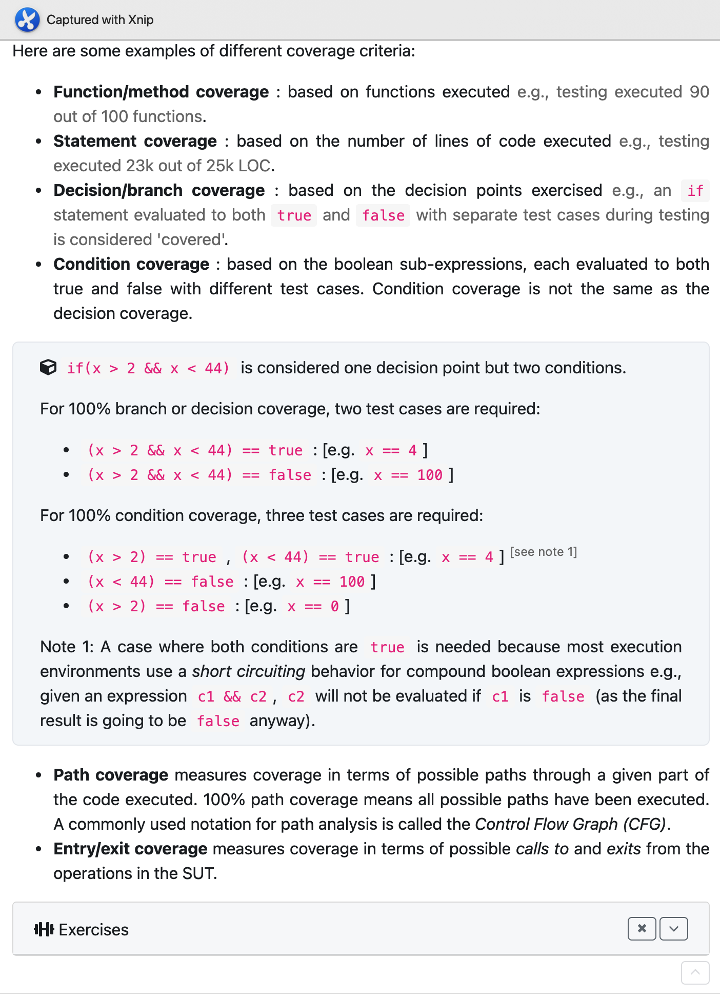 Captured with Xnip
Here are some examples of different coverage criteria:
• Function/method coverage : based on functions executed e.g., testing executed 90
out of 100 functions.
• Statement coverage : based on the number of lines of code executed e.g., testing
executed 23k out of 25k LOC.
• Decision/branch coverage : based on the decision points exercised e.g., an if
statement evaluated to both true and false with separate test cases during testing
is considered 'covered'.
• Condition coverage : based on the boolean sub-expressions, each evaluated to both
true and false with different test cases. Condition coverage is not the same as the
decision coverage.
if(x > 2 && x < 44) is considered one decision point but two conditions.
For 100% branch or decision coverage, two test cases are required:
• (x > 2 && x < 44) == true : [e.g. x == 4 ]
• (x > 2 && x < 44) == false : [e.g. x == 100 ]
For 100% condition coverage, three test cases are required:
• (x > 2) == true , (x < 44) == true : [e.g. x == 4 ] [see note 1]
• (x < 44) == false : [e.g. x == 100 ]
• (x > 2) == false : [e.g. x == 0 ]
Note 1: A case where both conditions are true is needed because most execution
environments use a short circuiting behavior for compound boolean expressions e.g.,
given an expression c1 && c2 , c2 will not be evaluated if c1 is false (as the final
result is going to be false anyway).
• Path coverage measures coverage in terms of possible paths through a given part of
the code executed. 100% path coverage means all possible paths have been executed.
A commonly used notation for path analysis is called the Control Flow Graph (CFG).
• Entry/exit coverage measures coverage in terms of possible calls to and exits from the
operations in the SUT.
Exercises